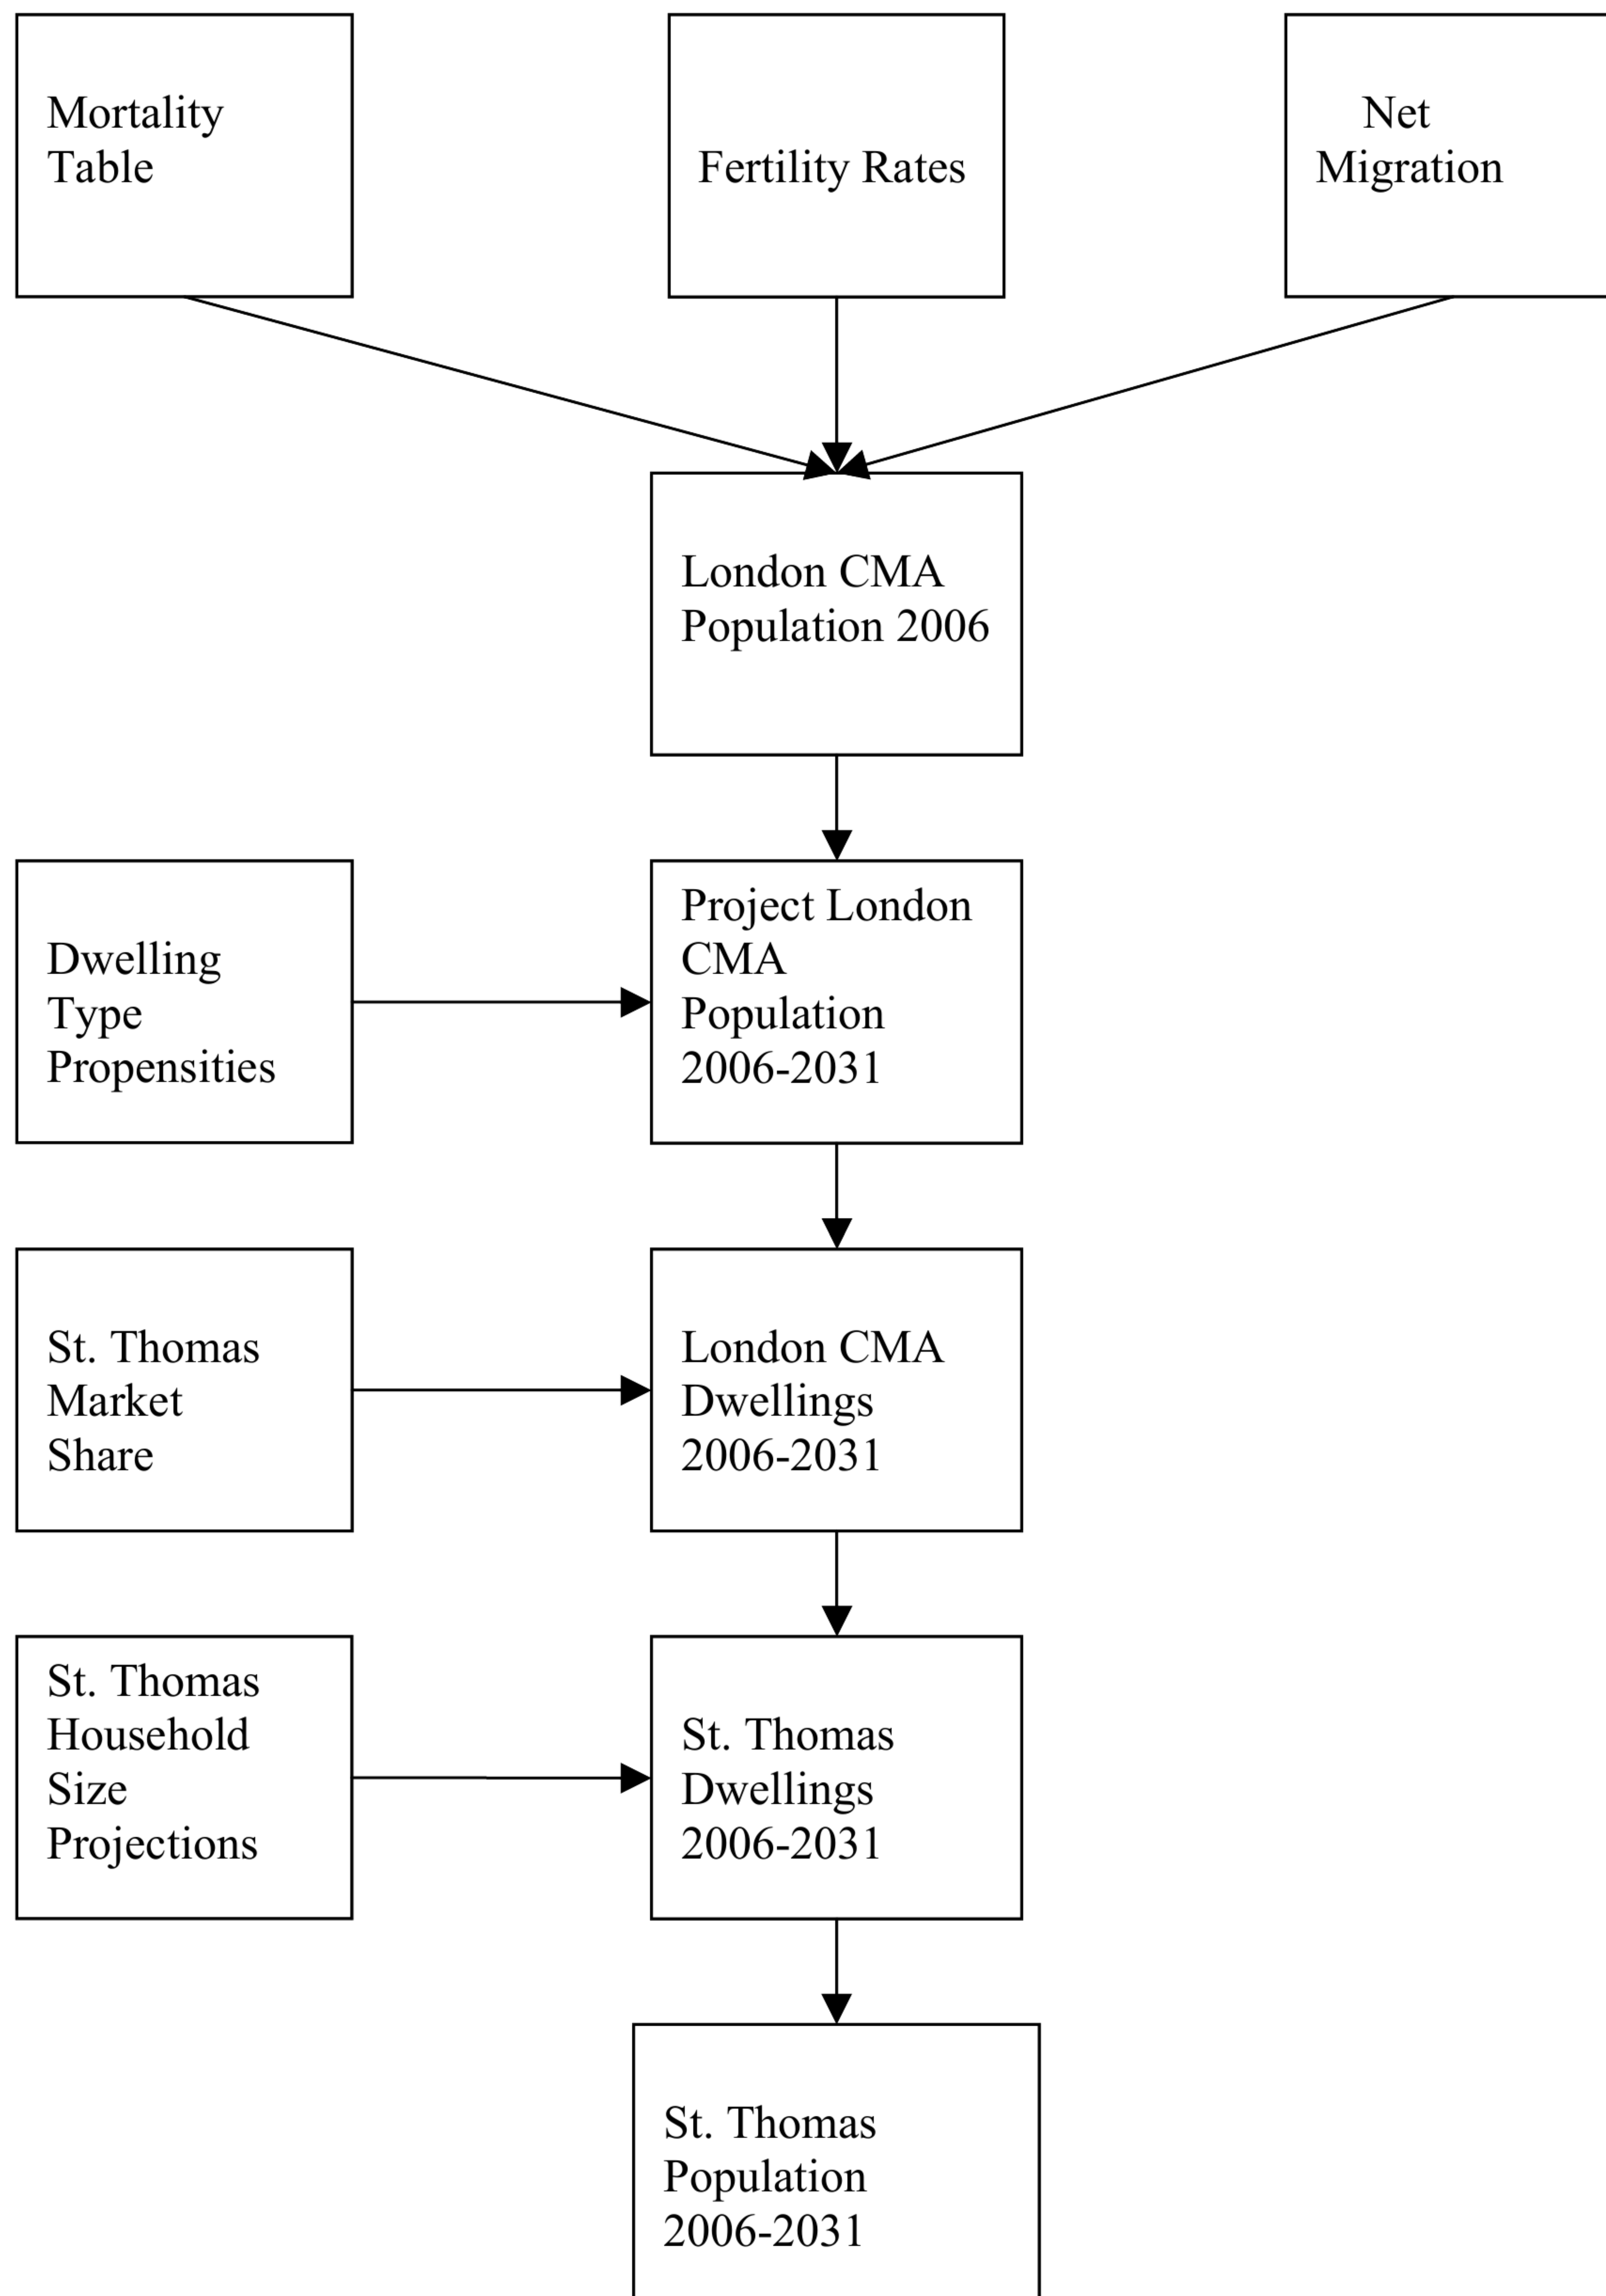 Mortality
Table
Fertility Rates
Net
Migration
London CMA
Population 2006
Dwelling
Type
Propensities
Project London
CMA
Population
2006-2031
St. Thomas
Market
Share
London CMA
Dwellings
2006-2031
St. Thomas
Household
Size
Projections
St. Thomas
Dwellings
2006-2031
St. Thomas
Population
2006-2031